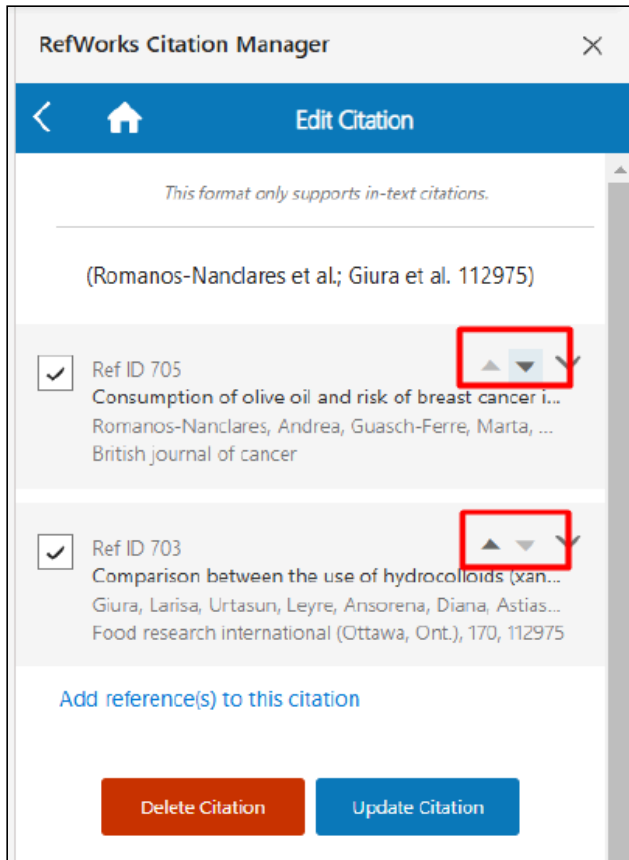 RefWorks Citation Manager
Edit Citation
This format only supports in-text citations.
(Romanos-Nanclares et al.; Giura et al. 112975)
Ref ID 705
Consumption of olive oil and risk of breast cancer i...
Romanos-Nanclares, Andrea, Guasch-Ferre, Marta, ...
British journal of cancer
Ref ID 703
Comparison between the use of hydrocolloids (xan...
Giura, Larisa, Urtasun, Leyre, Ansorena, Diana, Astias...
Food research international (Ottawa, Ont.), 170, 112975
Add reference(s) to this citation
Delete Citation
Update Citation